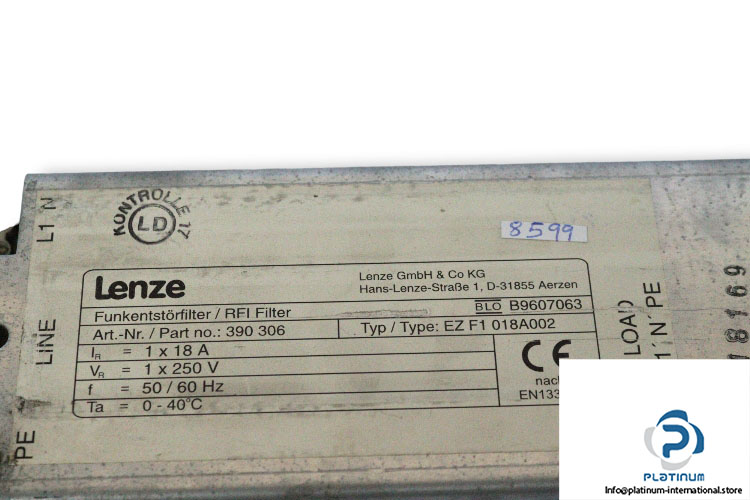 KONTROLLE 17
LD
8599
L1 N
LINE
PE
Lenze
Lenze GmbH & Co KG
Hans-Lenze-Straße 1, D-31855 Aerzen
Funkentstörfilter / RFI Filter
BLO B9607063
Art.-Nr. / Part no.: 390 306
Typ / Type: EZ F1 018A002
IR = 1 x 18 A
VR = 1 x 250 V
f = 50 / 60 Hz
Ta = 0 - 40°C
CE
nach
LOAD
N' PE
8169
PLATINUM
Info@platinum-international.store